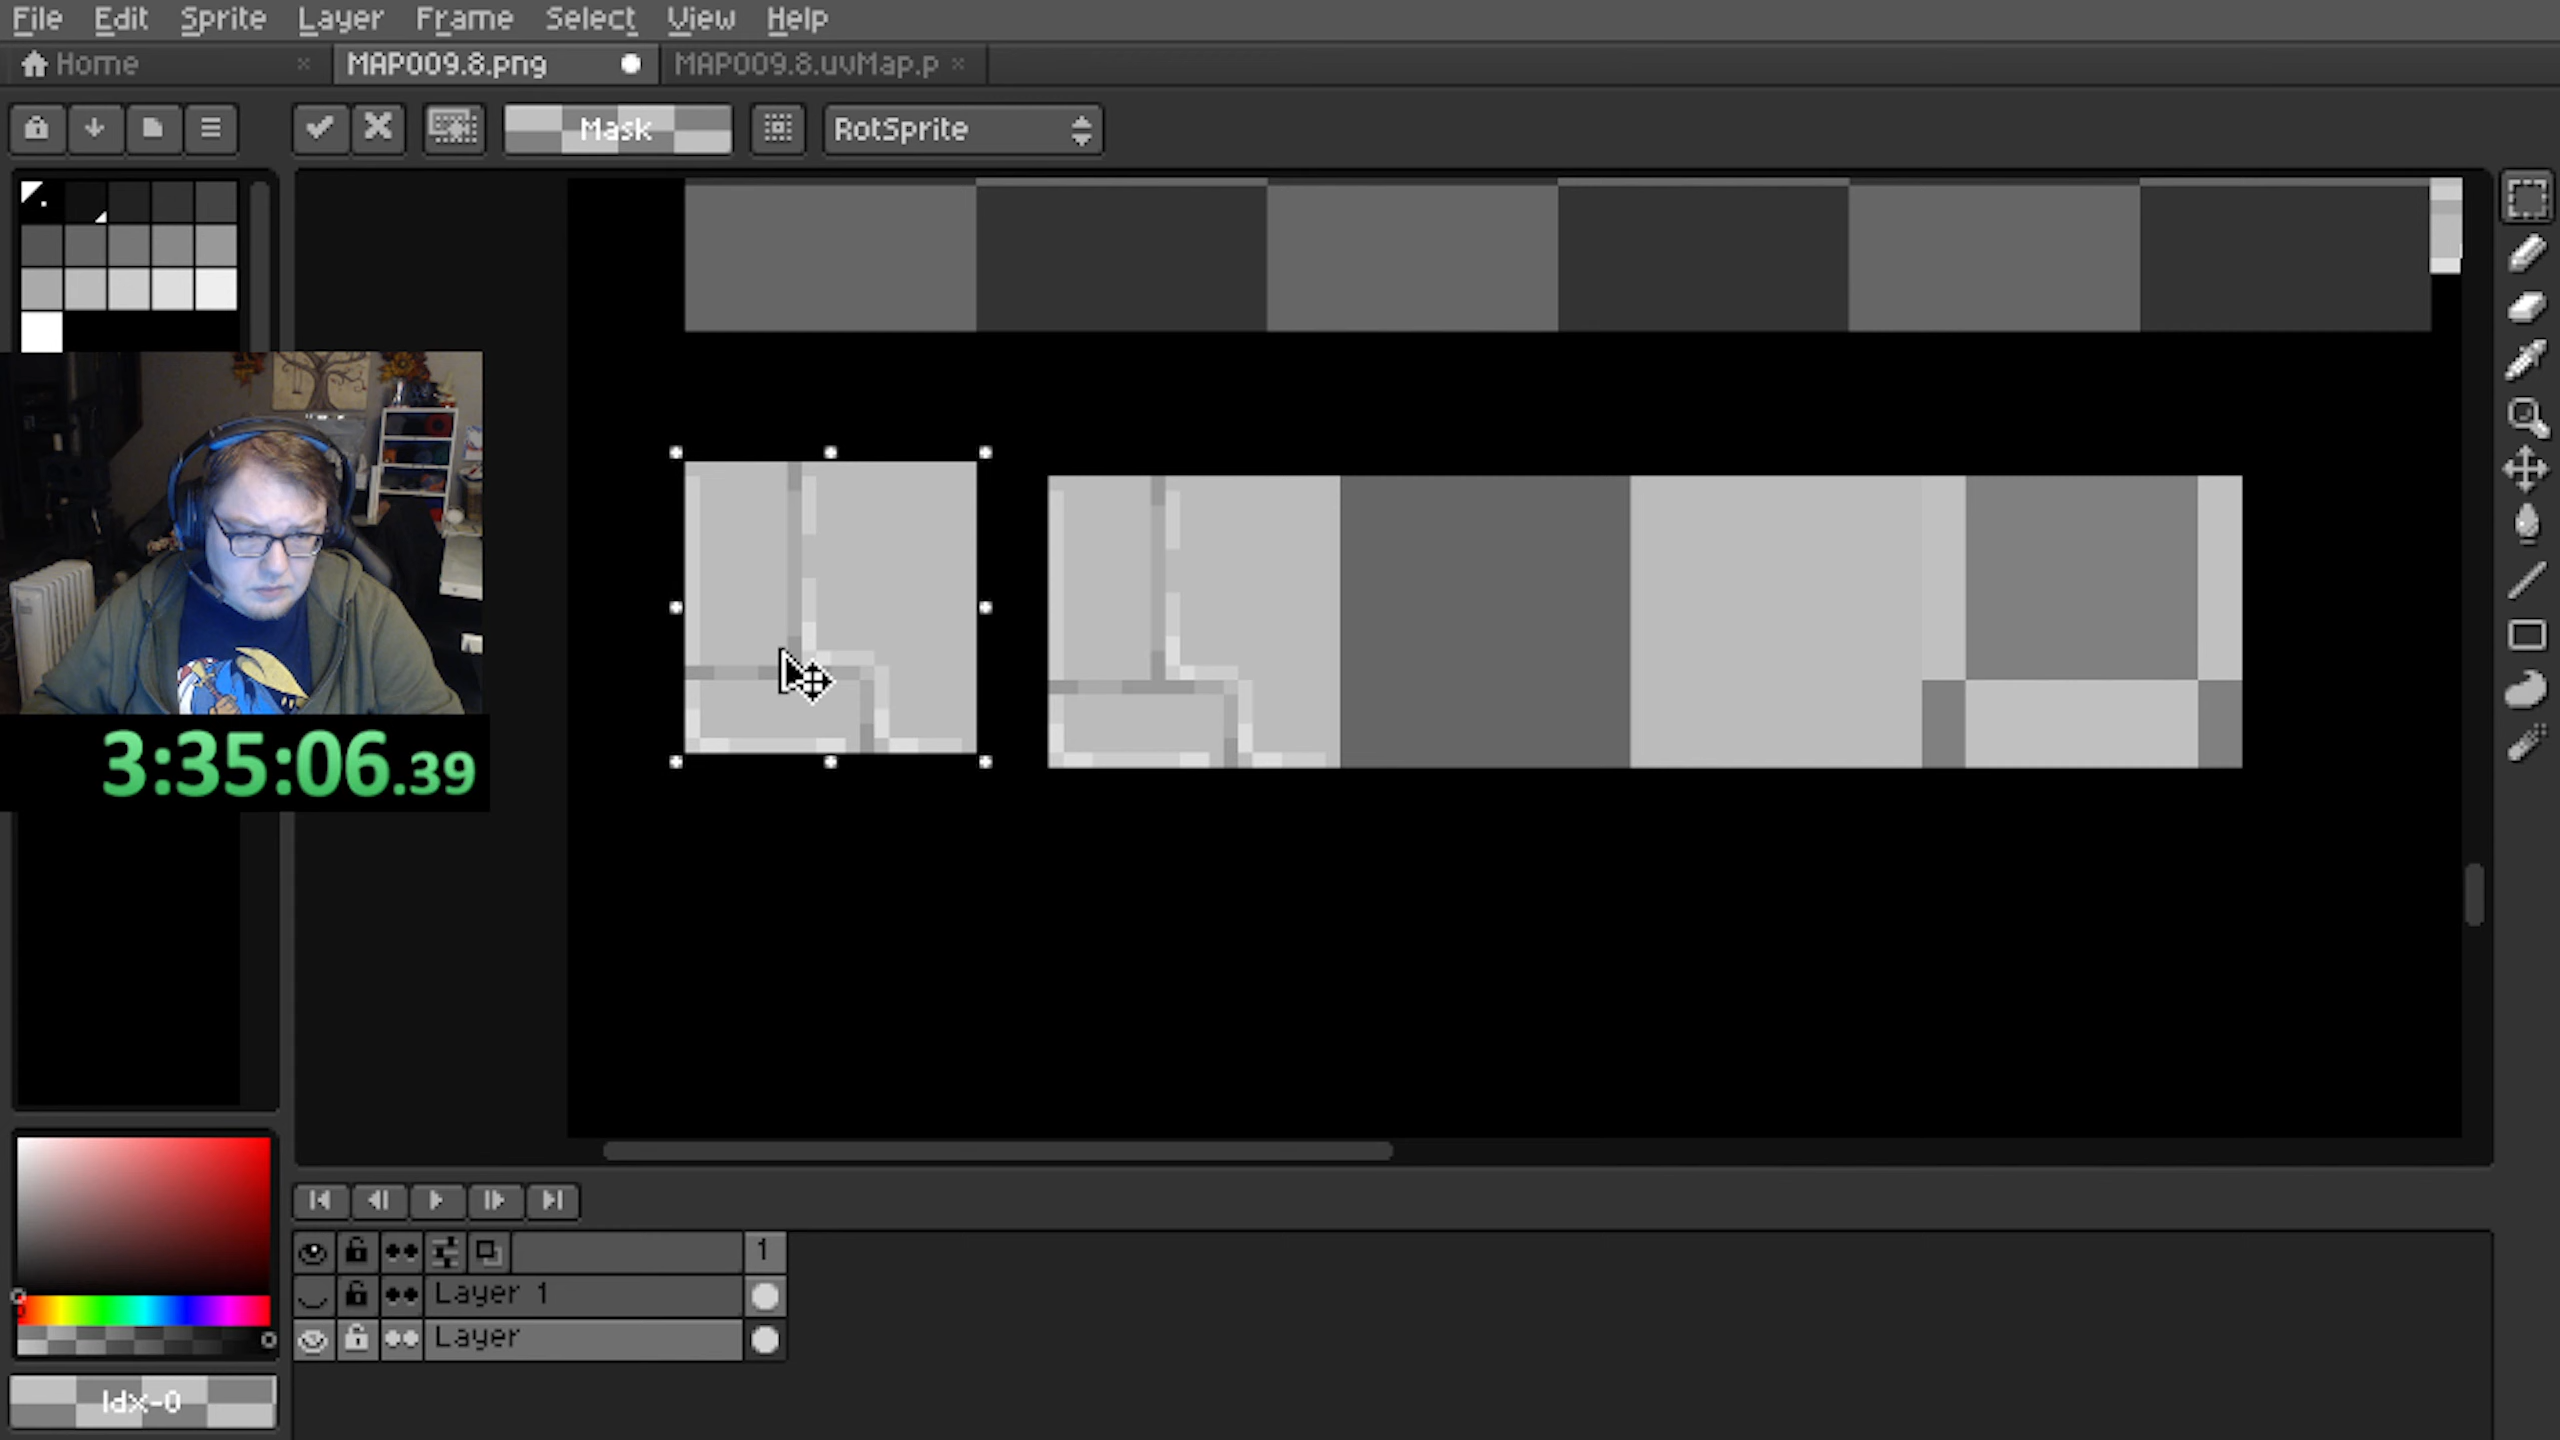 File Edit Sprite Layer Frame Select View Help
Home × MAP009.8.png MAP009.8.uvMap.p ×
Mask RotSprite
3:35:06.39
1
Layer 1
Layer
Idx-0